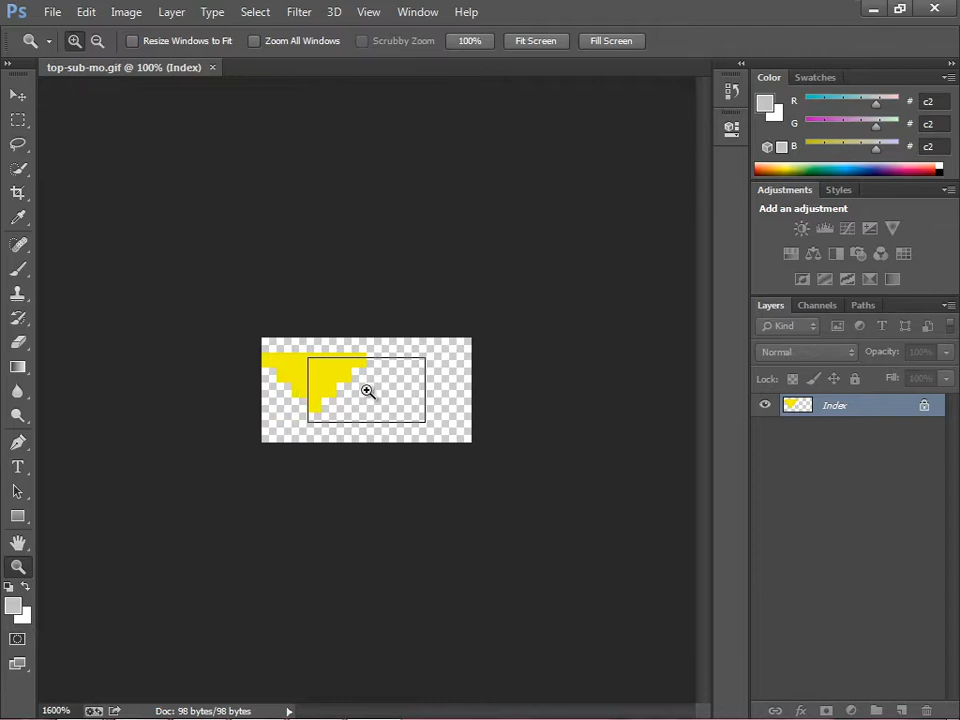 Ps File Edit Image Layer Type Select Filter 3D View Window Help
Resize Windows to Fit Zoom All Windows Scrubby Zoom 100% Fit Screen Fill Screen
top-sub-mo.gif @ 100% (Index) ×
Color Swatches
R # c2
G # c2
B # c2
Adjustments Styles
Add an adjustment
Layers Channels Paths
Kind T
Normal Opacity: 100%
Lock: Fill: 100%
Index
T
fx
1600% Doc: 98 bytes/98 bytes